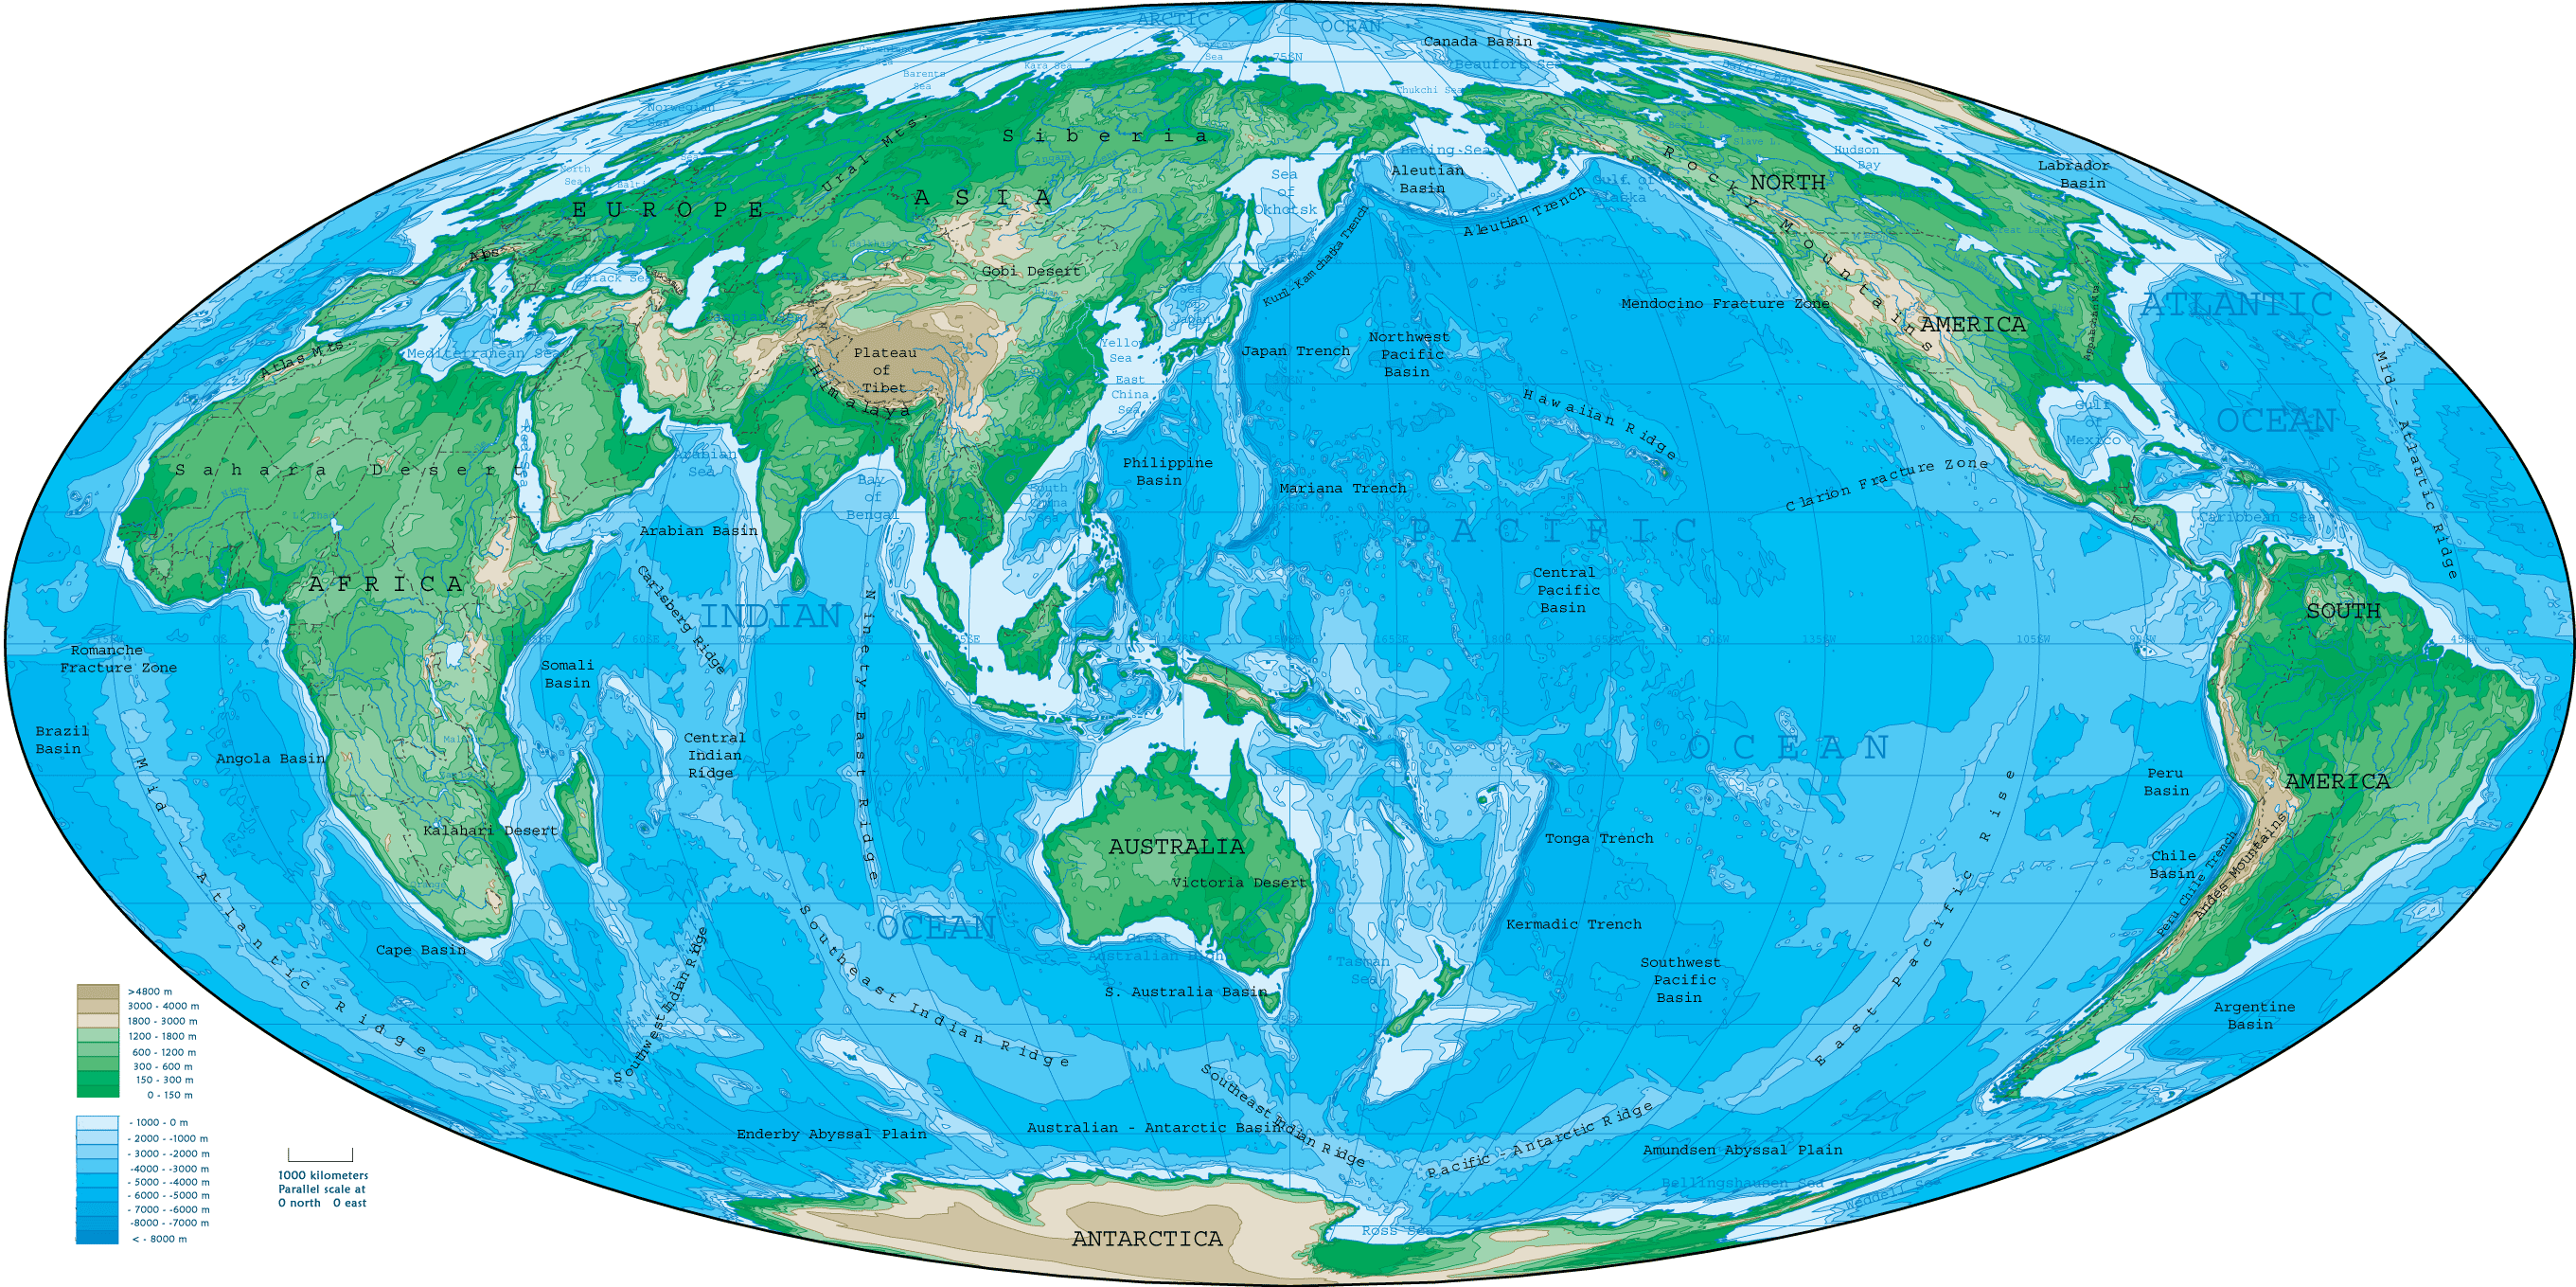 ARCTIC
OCEAN
Canada Basin
Beaufort Sea
75°N
Kara Sea
Barents
Sea
Chukchi Sea
Norwegian
Sea
Baffin Bay
Siberia
Ural Mts.
Bering Sea
Aleutian
Basin
Aleutian Trench
Gulf of
Alaska
Rocky Mountains
NORTH
AMERICA
Hudson
Bay
Labrador
Basin
North
Sea
EUROPE
ASIA
Sea
of
Okhotsk
Kuril-Kamchatka Trench
Great Lakes
Alps
Black Sea
L. Balkhash
Gobi Desert
Mendocino Fracture Zone
ATLANTIC
OCEAN
Mid-Atlantic Ridge
Atlas Mts.
Mediterranean Sea
Plateau
of
Tibet
Himalaya
Yellow
Sea
East
China
Sea
Japan Trench
Northwest
Pacific
Basin
Hawaiian Ridge
Gulf
of
Mexico
Sahara Desert
Red Sea
Arabian
Sea
Bay
of
Bengal
South
China
Philippine
Basin
Mariana Trench
Clarion Fracture Zone
Caribbean Sea
L. Chad
Arabian Basin
PACIFIC
OCEAN
AFRICA
Carlsberg Ridge
INDIAN
OCEAN
Ninety East Ridge
Central
Pacific
Basin
SOUTH
AMERICA
Romanche
Fracture Zone
Somali
Basin
Brazil
Basin
Angola Basin
Mid-Atlantic Ridge
Central
Indian
Ridge
Kalahari Desert
AUSTRALIA
Victoria Desert
Tonga Trench
Kermadic Trench
East Pacific Rise
Peru
Basin
Chile
Basin
Peru Chile Trench
Andes Mountains
Cape Basin
Southwest Indian Ridge
Southeast Indian Ridge
Great
Australian Bight
S. Australia Basin
Tasman
Sea
Southwest
Pacific
Basin
Argentine
Basin
Southeast Indian Ridge
Enderby Abyssal Plain
Australian - Antarctic Basin
Pacific - Antarctic Ridge
Amundsen Abyssal Plain
Bellingshausen Sea
Weddell Sea
Ross Sea
ANTARCTICA
>4800 m
3000 - 4000 m
1800 - 3000 m
1200 - 1800 m
600 - 1200 m
300 - 600 m
150 - 300 m
0 - 150 m
- 1000 - 0 m
- 2000 - -1000 m
- 3000 - -2000 m
-4000 - -3000 m
- 5000 - -4000 m
- 6000 - -5000 m
- 7000 - -6000 m
-8000 - -7000 m
< - 8000 m
1000 kilometers
Parallel scale at
0 north 0 east